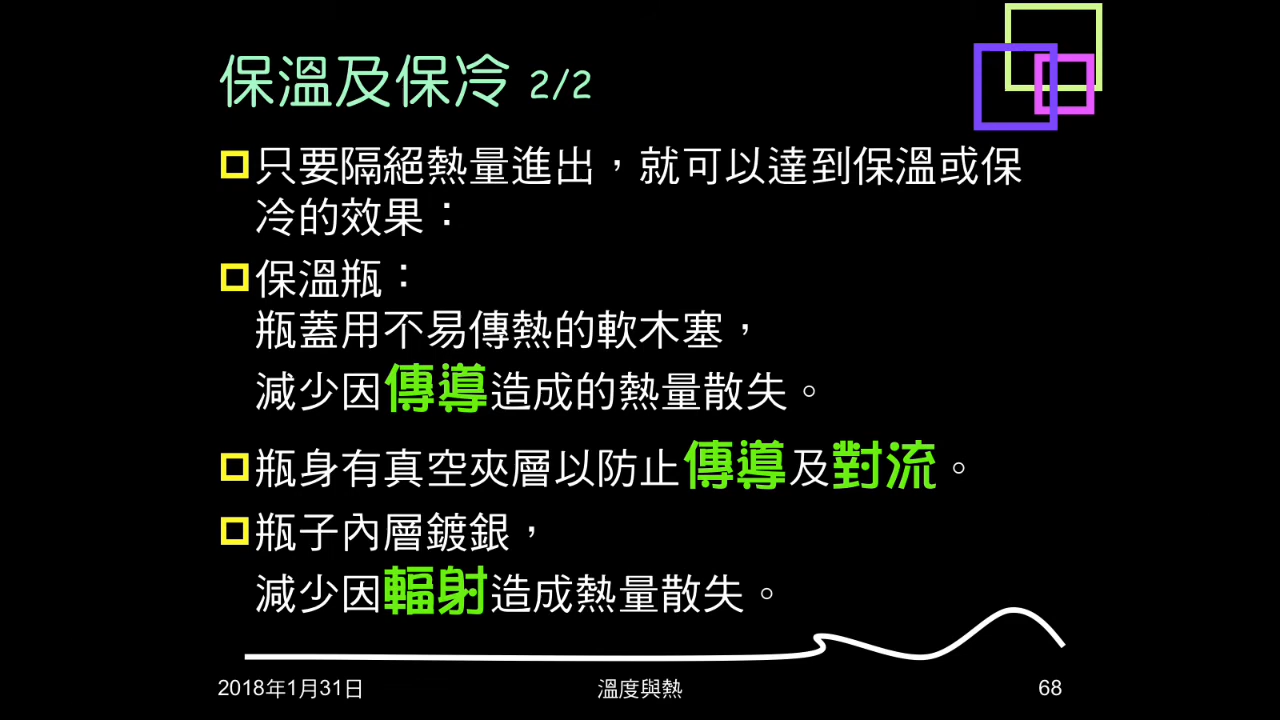 保溫及保冷 2/2
只要隔絕熱量進出，就可以達到保溫或保
冷的效果：
保溫瓶：
瓶蓋用不易傳熱的軟木塞，
減少因傳導造成的熱量散失。
瓶身有真空夾層以防止傳導及對流。
瓶子內層鍍銀，
減少因輻射造成熱量散失。
2018年1月31日
溫度與熱
68